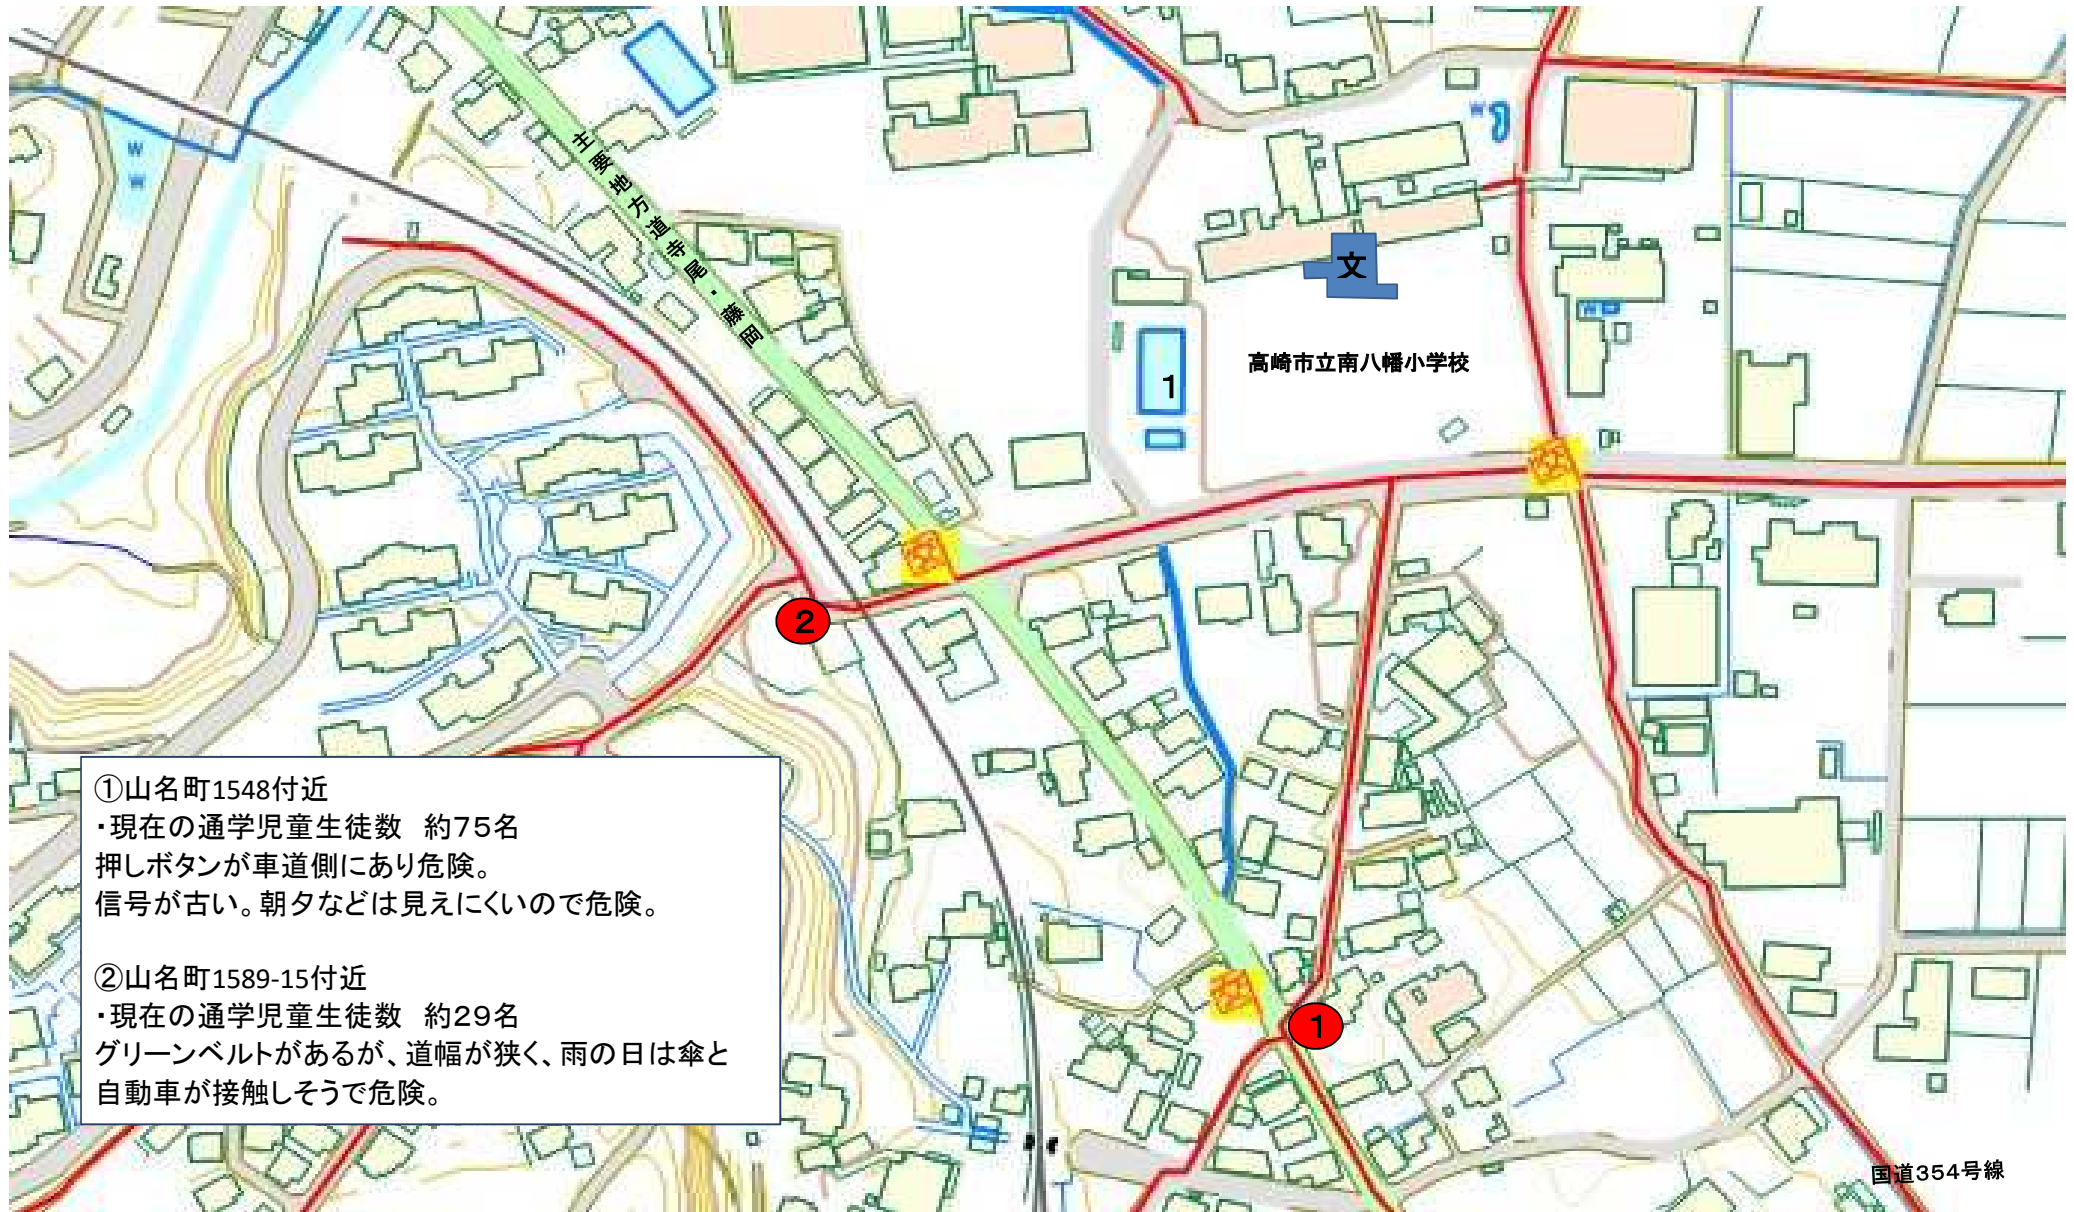 主要地方道寺尾・藤岡
文
高崎市立南八幡小学校
1
W
W
W
W
2
1
①山名町1548付近
・現在の通学児童生徒数　約７５名
押しボタンが車道側にあり危険。
信号が古い。朝夕などは見えにくいので危険。
②山名町1589-15付近
・現在の通学児童生徒数　約２９名
グリーンベルトがあるが、道幅が狭く、雨の日は傘と
自動車が接触しそうで危険。
国道３５４号線